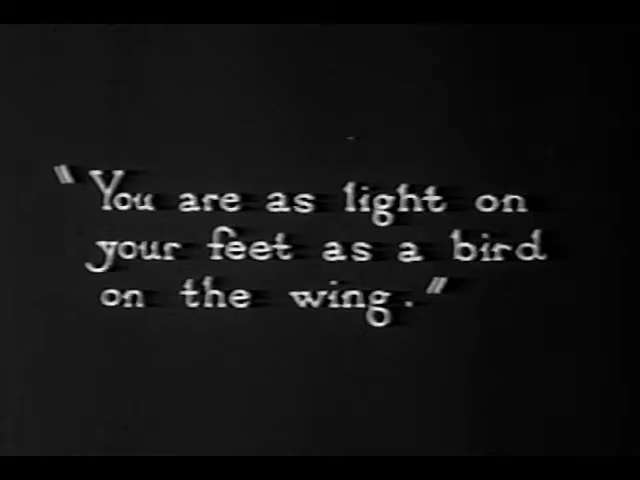 "You are as light on
your feet as a bird
on the wing."